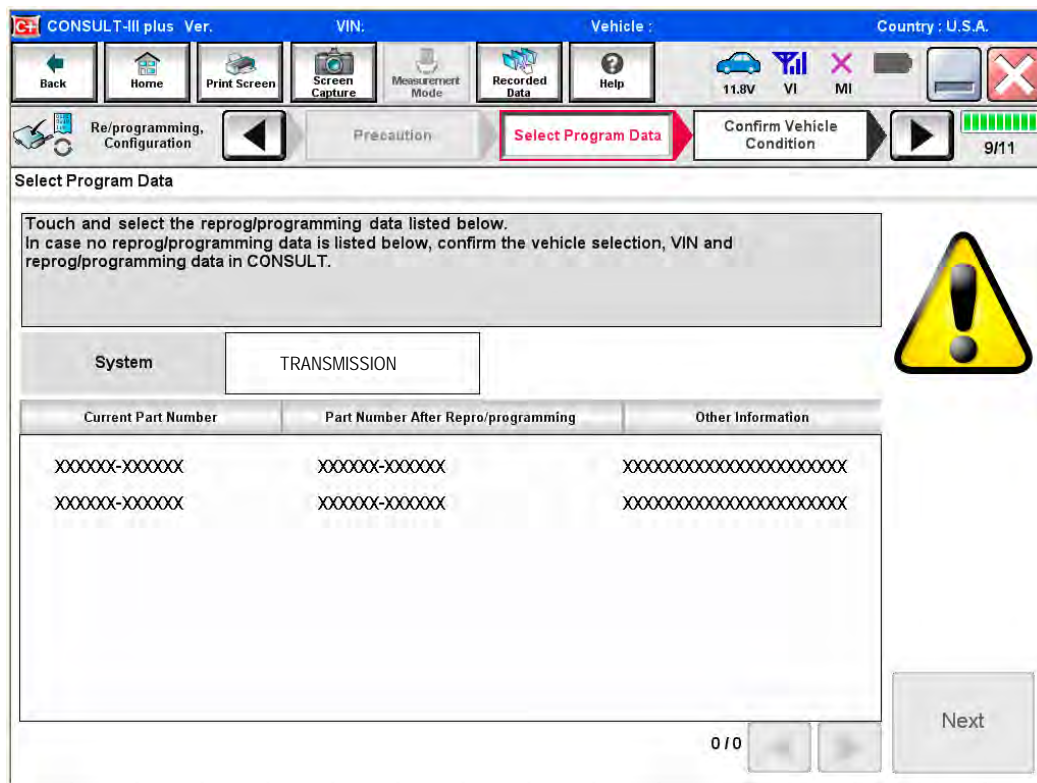 C+ CONSULT-III plus Ver. VIN: Vehicle : Country : U.S.A.
Back
Home
Print Screen
Screen
Capture
Measurement
Mode
Recorded
Data
Help
11.8V
VI
MI
Re/programming,
Configuration
Precaution
Select Program Data
Confirm Vehicle
Condition
9/11
Select Program Data
Touch and select the reprog/programming data listed below.
In case no reprog/programming data is listed below, confirm the vehicle selection, VIN and
reprog/programming data in CONSULT.
System
TRANSMISSION
Current Part Number Part Number After Repro/programming Other Information
XXXXXX-XXXXXX XXXXXX-XXXXXX XXXXXXXXXXXXXXXXXXXXXX
XXXXXX-XXXXXX XXXXXX-XXXXXX XXXXXXXXXXXXXXXXXXXXXX
Next
0/0